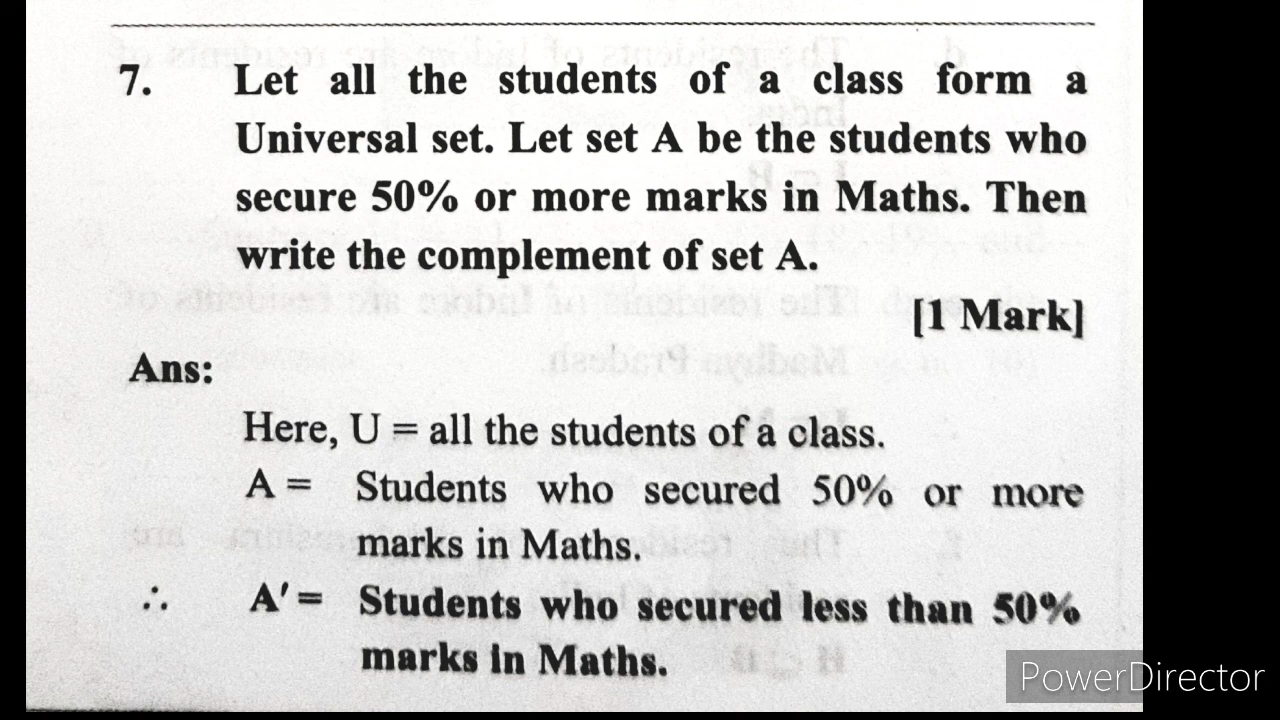 7. Let all the students of a class form a
Universal set. Let set A be the students who
secure 50% or more marks in Maths. Then
write the complement of set A.
[1 Mark]
Ans:
Here, U = all the students of a class.
A = Students who secured 50% or more
marks in Maths.
∴ A′ = Students who secured less than 50%
marks in Maths.
PowerDirector